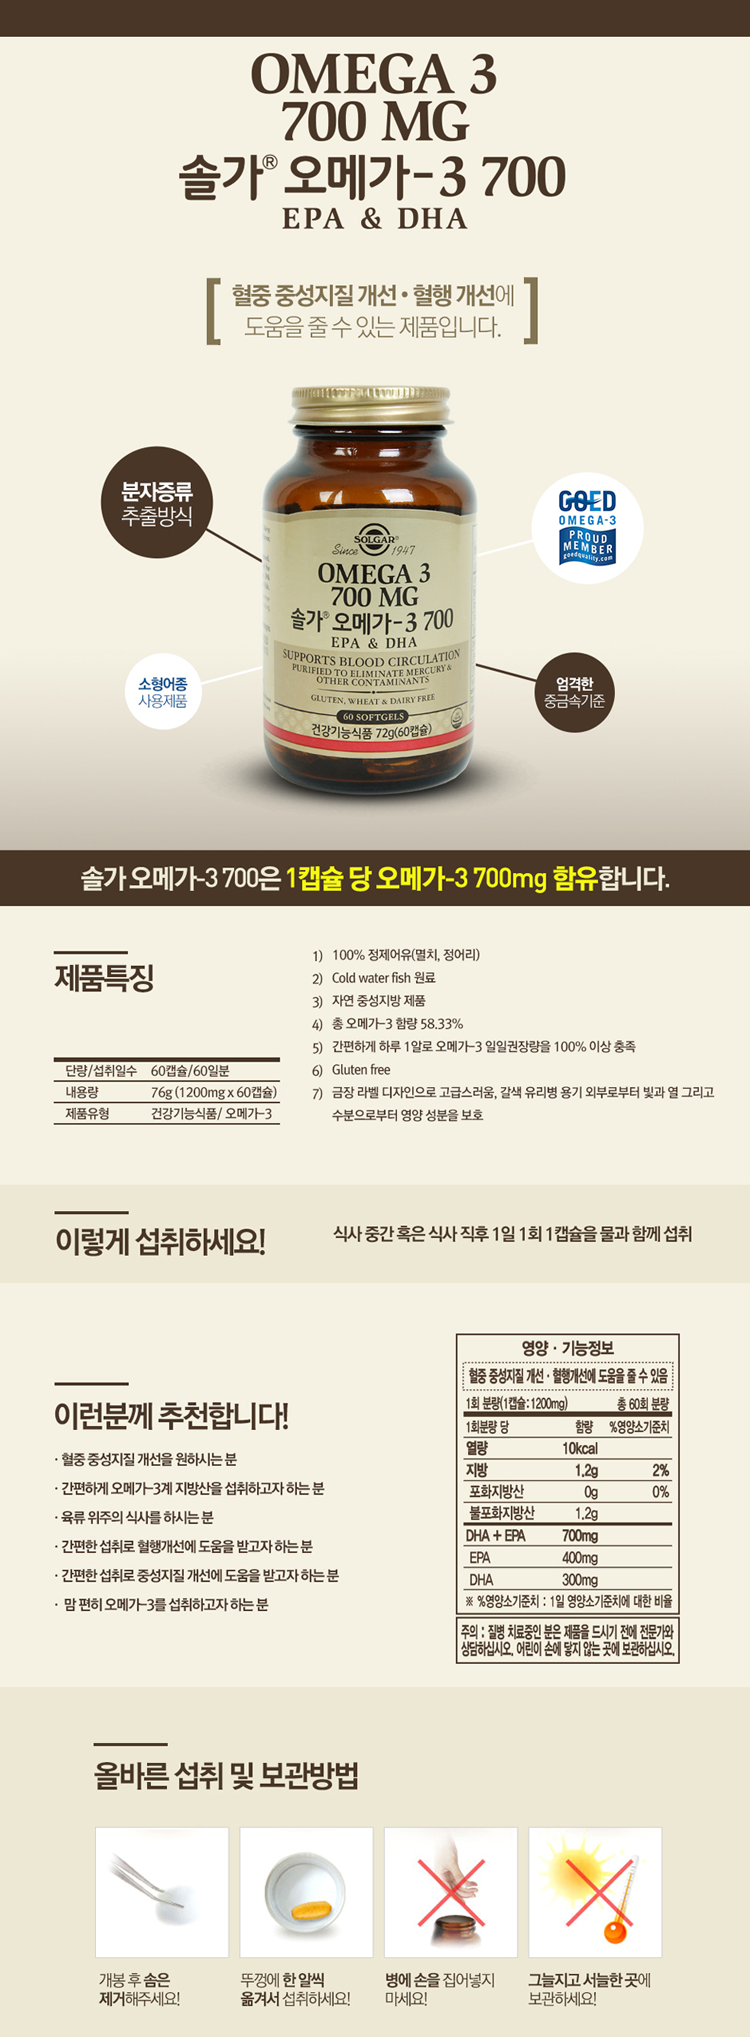 OMEGA 3
700 MG
솔가® 오메가-3 700
EPA & DHA
혈중 중성지질 개선 • 혈행 개선에
도움을 줄 수 있는 제품입니다.
분자증류
추출방식
GOED
OMEGA-3
PROUD
MEMBER
goedquality.com
SOLGAR®
Since 1947
OMEGA 3
700 MG
솔가® 오메가-3 700
EPA & DHA
SUPPORTS BLOOD CIRCULATION
PURIFIED TO ELIMINATE MERCURY &
OTHER CONTAMINANTS
GLUTEN, WHEAT & DAIRY FREE
60 SOFTGELS
건강기능식품 72g(60캡슐)
소형어종
사용제품
엄격한
중금속기준
솔가 오메가-3 700은 1캡슐 당 오메가-3 700mg 함유합니다.
제품특징
단량/섭취일수 60캡슐/60일분
내용량 76g (1200mg x 60캡슐)
제품유형 건강기능식품/ 오메가-3
1) 100% 정제어유(멸치, 정어리)
2) Cold water fish 원료
3) 자연 중성지방 제품
4) 총 오메가-3 함량 58.33%
5) 간편하게 하루 1알로 오메가-3 일일권장량을 100% 이상 충족
6) Gluten free
7) 금장 라벨 디자인으로 고급스러움, 갈색 유리병 용기 외부로부터 빛과 열 그리고
수분으로부터 영양 성분을 보호
이렇게 섭취하세요!
식사 중간 혹은 식사 직후 1일 1회 1캡슐을 물과 함께 섭취
이런분께 추천합니다!
· 혈중 중성지질 개선을 원하시는 분
· 간편하게 오메가-3계 지방산을 섭취하고자 하는 분
· 육류 위주의 식사를 하시는 분
· 간편한 섭취로 혈행개선에 도움을 받고자 하는 분
· 간편한 섭취로 중성지질 개선에 도움을 받고자 하는 분
· 맘 편히 오메가-3를 섭취하고자 하는 분
영양 · 기능정보
혈중 중성지질 개선 · 혈행개선에 도움을 줄 수 있음
1회 분량(1캡슐:1200mg) 총 60회 분량
1회분량 당 함량 %영양소기준치
열량 10kcal
지방 1.2g 2%
포화지방산 0g 0%
불포화지방산 1.2g
DHA + EPA 700mg
EPA 400mg
DHA 300mg
※ %영양소기준치 : 1일 영양소기준치에 대한 비율
주의 : 질병 치료중인 분은 제품을 드시기 전에 전문가와
상담하십시오. 어린이 손에 닿지 않는 곳에 보관하십시오.
올바른 섭취 및 보관방법
개봉 후 솜은
제거해주세요!
뚜껑에 한 알씩
옮겨서 섭취하세요!
병에 손을 집어넣지
마세요!
그늘지고 서늘한 곳에
보관하세요!